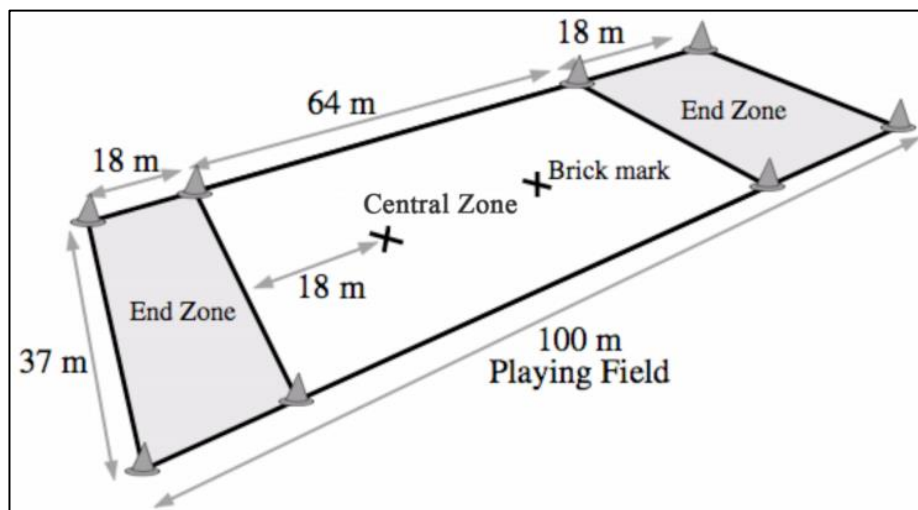 18 m
64 m
18 m
End Zone
Brick mark
Central Zone
18 m
End Zone
37 m
100 m
Playing Field